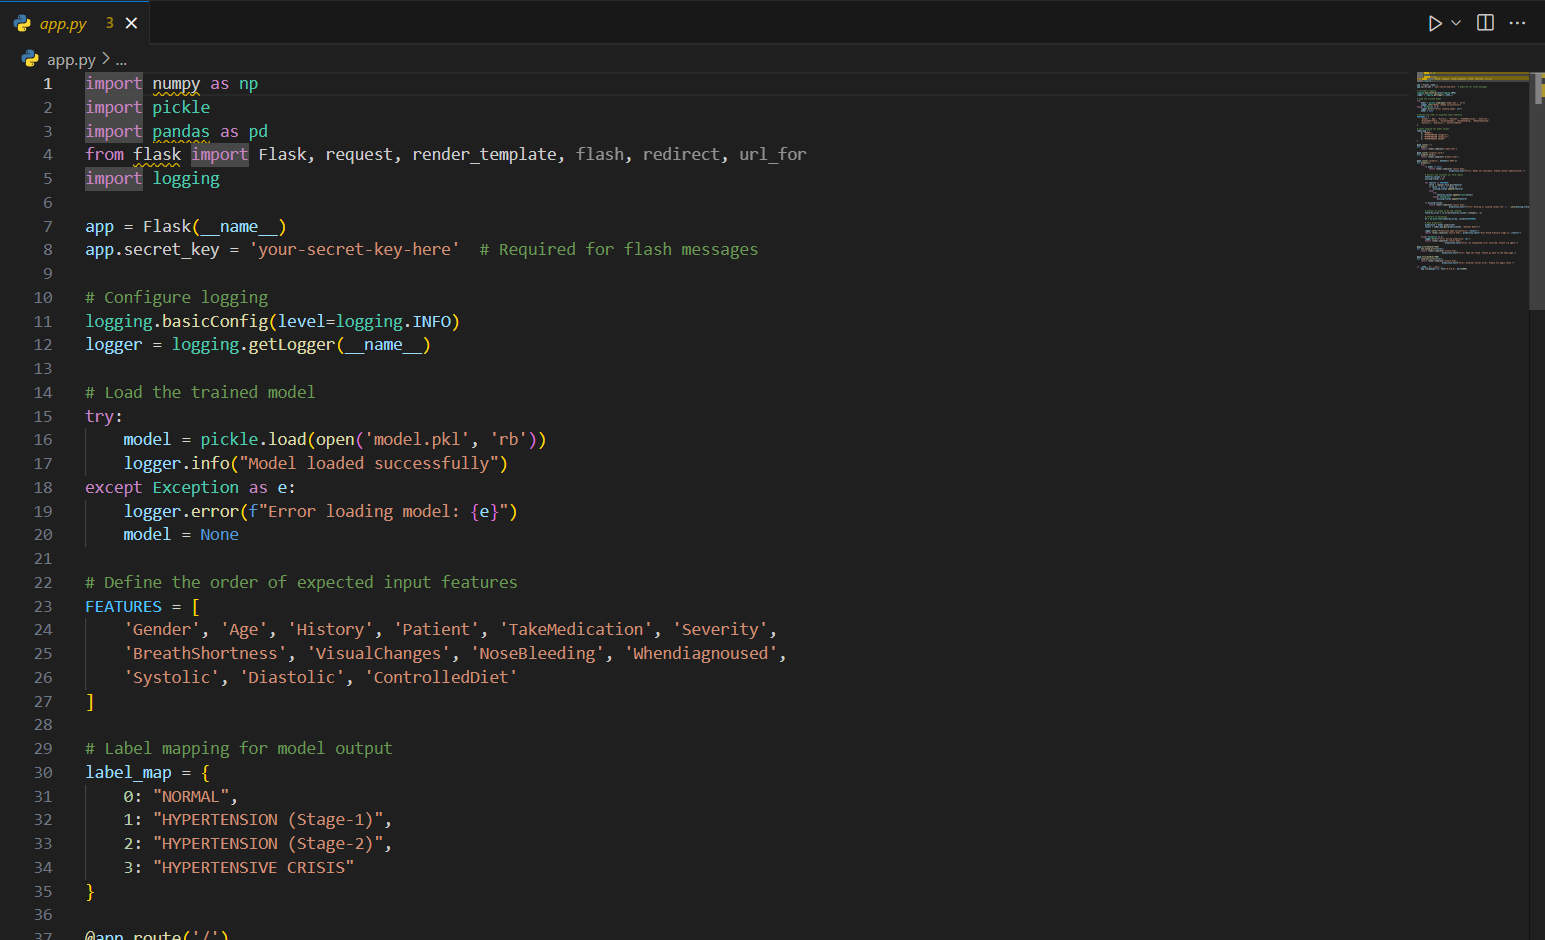 app.py 3
app.py > ...
1 import numpy as np
2 import pickle
3 import pandas as pd
4 from flask import Flask, request, render_template, flash, redirect, url_for
5 import logging
6
7 app = Flask(__name__)
8 app.secret_key = 'your-secret-key-here'  # Required for flash messages
9
10 # Configure logging
11 logging.basicConfig(level=logging.INFO)
12 logger = logging.getLogger(__name__)
13
14 # Load the trained model
15 try:
16     model = pickle.load(open('model.pkl', 'rb'))
17     logger.info("Model loaded successfully")
18 except Exception as e:
19     logger.error(f"Error loading model: {e}")
20     model = None
21
22 # Define the order of expected input features
23 FEATURES = [
24     'Gender', 'Age', 'History', 'Patient', 'TakeMedication', 'Severity',
25     'BreathShortness', 'VisualChanges', 'NoseBleeding', 'Whendiagnoused',
26     'Systolic', 'Diastolic', 'ControlledDiet'
27 ]
28
29 # Label mapping for model output
30 label_map = {
31     0: "NORMAL",
32     1: "HYPERTENSION (Stage-1)",
33     2: "HYPERTENSION (Stage-2)",
34     3: "HYPERTENSIVE CRISIS"
35 }
36
37 @app.route('/')